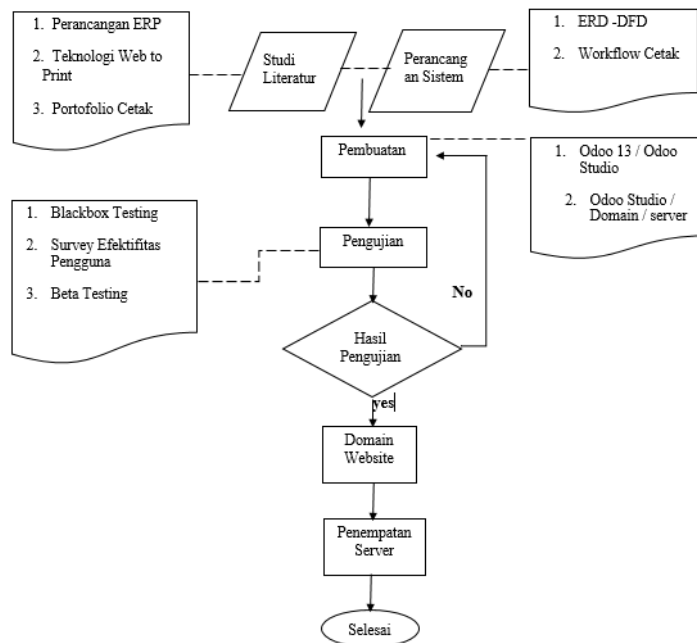 1. Perancangan ERP
2. Teknologi Web to
Print
3. Portofolio Cetak
Studi
Literatur
Perancang
an Sistem
1. ERD -DFD
2. Workflow Cetak
Pembuatan
1. Odoo 13 / Odoo
Studio
2. Odoo Studio /
Domain / server
1. Blackbox Testing
2. Survey Efektifitas
Pengguna
3. Beta Testing
Pengujian
No
Hasil
Pengujian
yes
Domain
Website
Penempatan
Server
Selesai